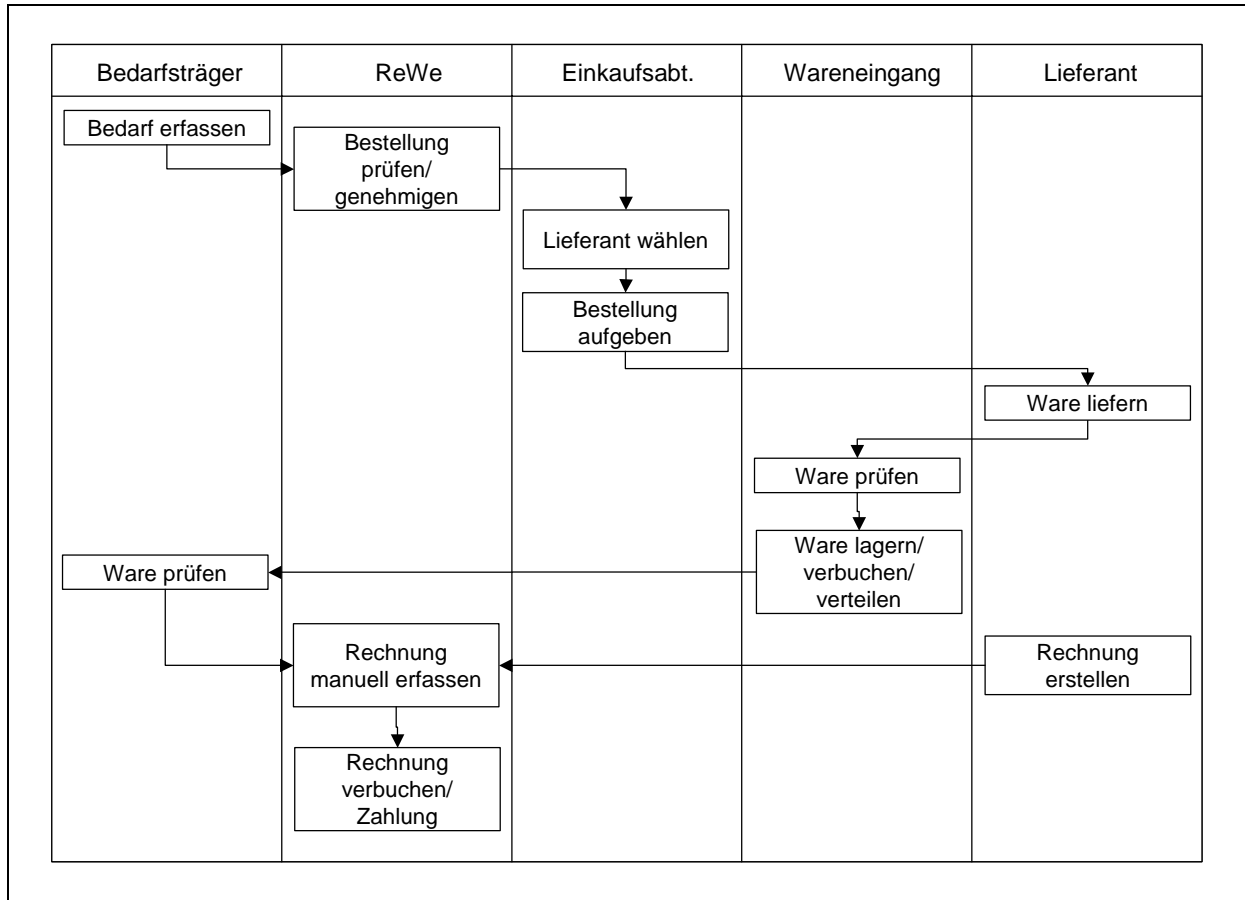 Bedarfsträger
ReWe
Einkaufsabt.
Wareneingang
Lieferant
Bedarf erfassen
Bestellung
prüfen/
genehmigen
Lieferant wählen
Bestellung
aufgeben
Ware liefern
Ware prüfen
Ware lagern/
verbuchen/
verteilen
Ware prüfen
Rechnung
manuell erfassen
Rechnung
erstellen
Rechnung
verbuchen/
Zahlung